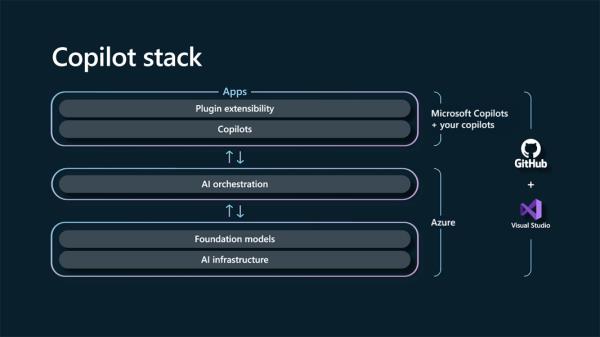 Copilot stack
Apps
Plugin extensibility
Copilots
Microsoft Copilots
+ your copilots
AI orchestration
Foundation models
AI infrastructure
Azure
GitHub
+
Visual Studio